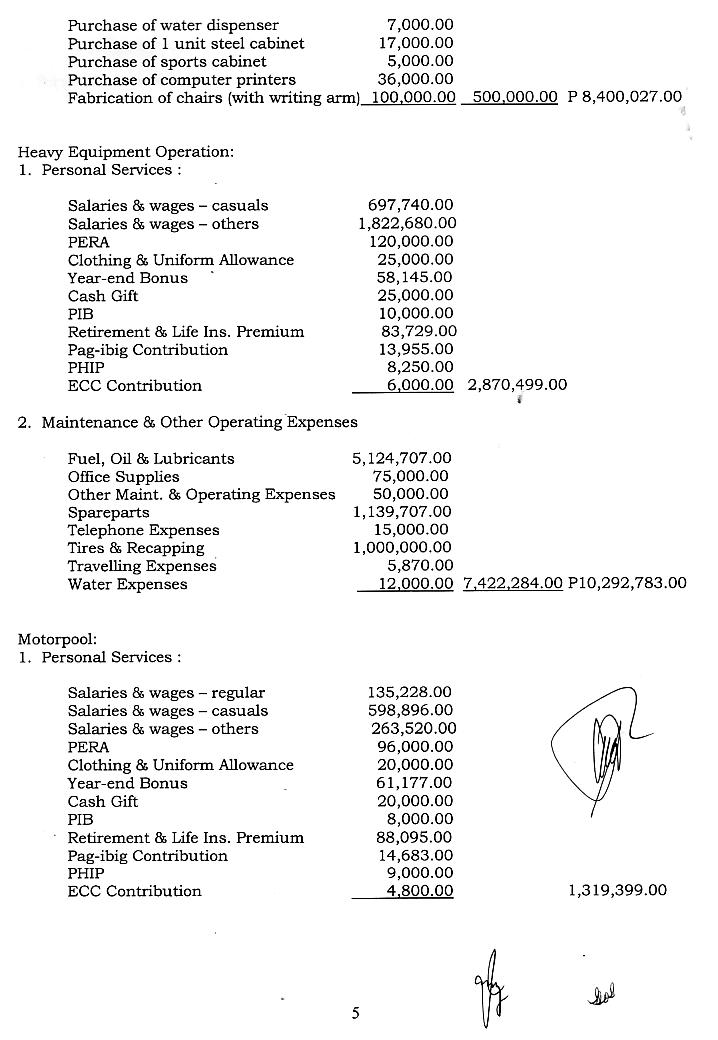 Purchase of water dispenser 7,000.00
Purchase of 1 unit steel cabinet 17,000.00
Purchase of sports cabinet 5,000.00
Purchase of computer printers 36,000.00
Fabrication of chairs (with writing arm) 100,000.00 500,000.00 P 8,400,027.00
Heavy Equipment Operation:
1. Personal Services :
Salaries & wages – casuals 697,740.00
Salaries & wages – others 1,822,680.00
PERA 120,000.00
Clothing & Uniform Allowance 25,000.00
Year-end Bonus 58,145.00
Cash Gift 25,000.00
PIB 10,000.00
Retirement & Life Ins. Premium 83,729.00
Pag-ibig Contribution 13,955.00
PHIP 8,250.00
ECC Contribution 6,000.00 2,870,499.00
2. Maintenance & Other Operating Expenses
Fuel, Oil & Lubricants 5,124,707.00
Office Supplies 75,000.00
Other Maint. & Operating Expenses 50,000.00
Spareparts 1,139,707.00
Telephone Expenses 15,000.00
Tires & Recapping 1,000,000.00
Travelling Expenses 5,870.00
Water Expenses 12,000.00 7,422,284.00 P10,292,783.00
Motorpool:
1. Personal Services :
Salaries & wages – regular 135,228.00
Salaries & wages – casuals 598,896.00
Salaries & wages – others 263,520.00
PERA 96,000.00
Clothing & Uniform Allowance 20,000.00
Year-end Bonus 61,177.00
Cash Gift 20,000.00
PIB 8,000.00
Retirement & Life Ins. Premium 88,095.00
Pag-ibig Contribution 14,683.00
PHIP 9,000.00
ECC Contribution 4,800.00 1,319,399.00
5